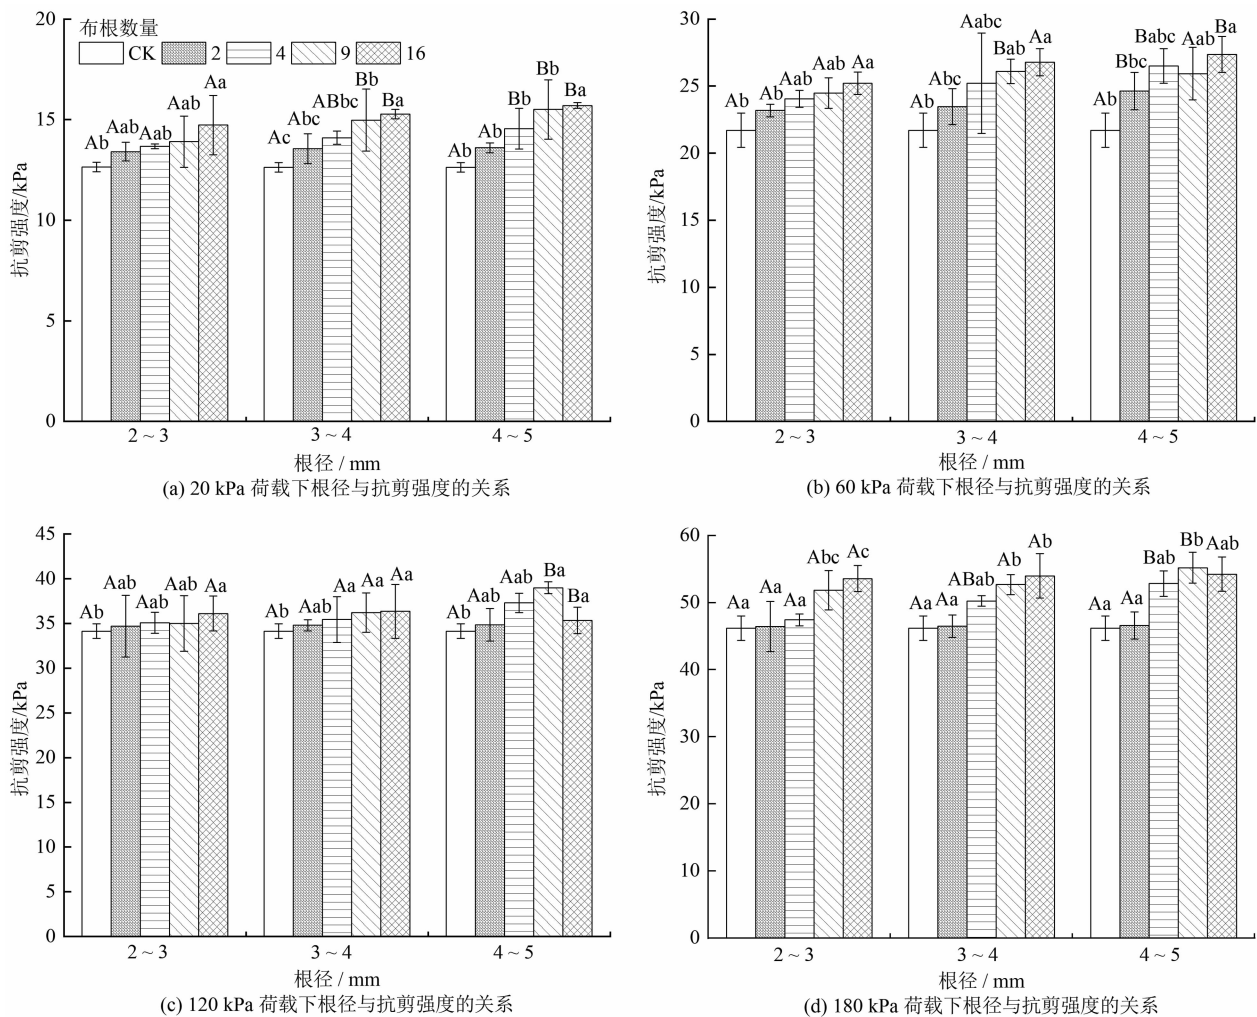 布根数量
CK 2 4 9 16
20
15
10
5
0
抗剪强度/kPa
Ab Aab Aab Aab Aa
Ac Abc ABbc Bb Ba
Ab Ab Bb Bb Ba
2 ~ 3 3 ~ 4 4 ~ 5
根径 / mm
(a) 20 kPa 荷载下根径与抗剪强度的关系
30
25
20
15
10
5
0
抗剪强度/kPa
Ab Ab Aab Aab Aa
Ab Abc Aabc Bab Aa
Ab Bbc Babc Aab Ba
2 ~ 3 3 ~ 4 4 ~ 5
根径 / mm
(b) 60 kPa 荷载下根径与抗剪强度的关系
45
40
35
30
25
20
15
10
5
0
抗剪强度/kPa
Ab Aab Aab Aab Aa
Ab Aab Aa Aa Aa
Ab Aab Aab Ba Ba
2 ~ 3 3 ~ 4 4 ~ 5
根径 / mm
(c) 120 kPa 荷载下根径与抗剪强度的关系
60
50
40
30
20
10
0
抗剪强度/kPa
Aa Aa Aa Abc Ac
Aa Aa ABab Ab Ab
Aa Aa Bab Bb Aab
2 ~ 3 3 ~ 4 4 ~ 5
根径 / mm
(d) 180 kPa 荷载下根径与抗剪强度的关系